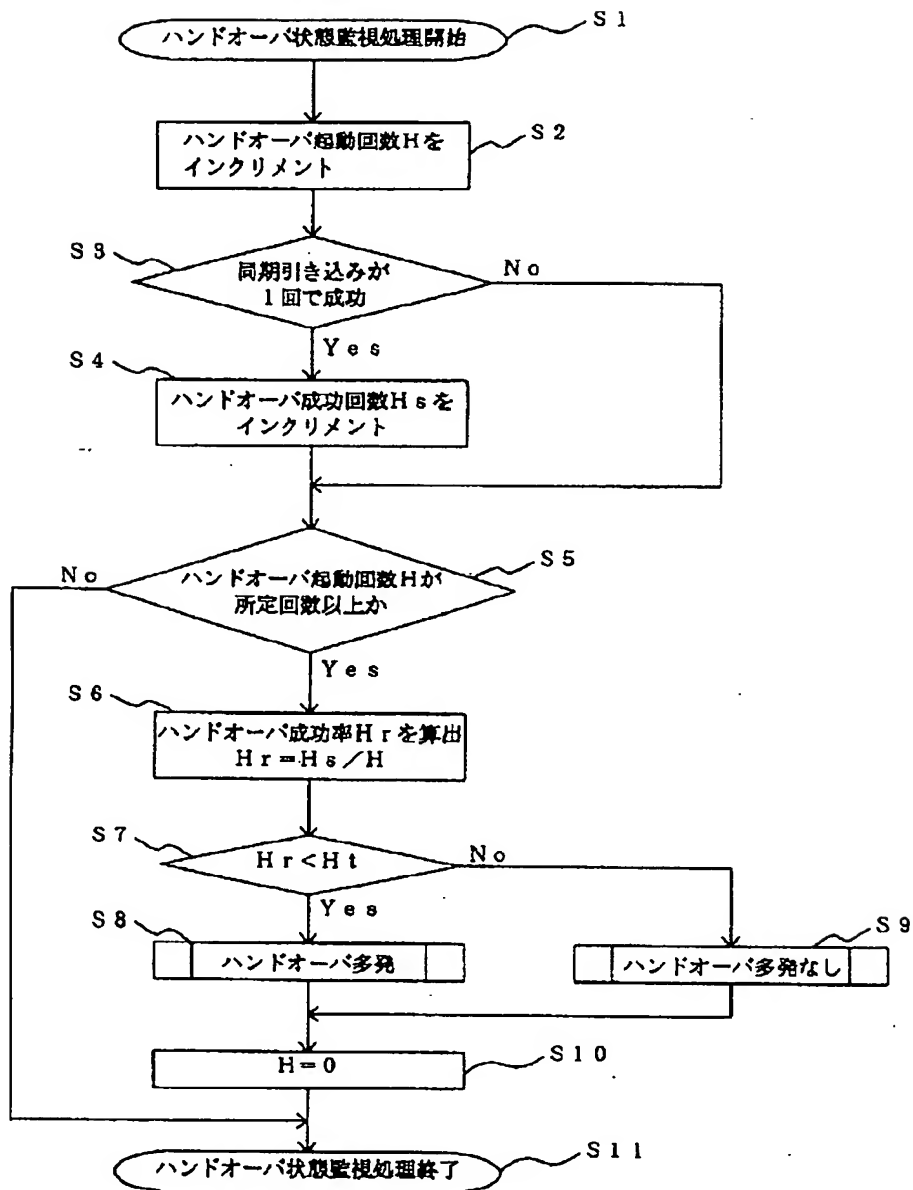 S1
ハンドオーバ状態監視処理開始
S2
ハンドオーバ起動回数Hを
インクリメント
S3
同期引き込みが
1回で成功
No
Yes
S4
ハンドオーバ成功回数Hsを
インクリメント
S5
No
ハンドオーバ起動回数Hが
所定回数以上か
Yes
S6
ハンドオーバ成功率Hrを算出
Hr=Hs/H
S7
Hr<Ht
No
Yes
S8
ハンドオーバ多発
S9
ハンドオーバ多発なし
H=0
S10
S11
ハンドオーバ状態監視処理終了